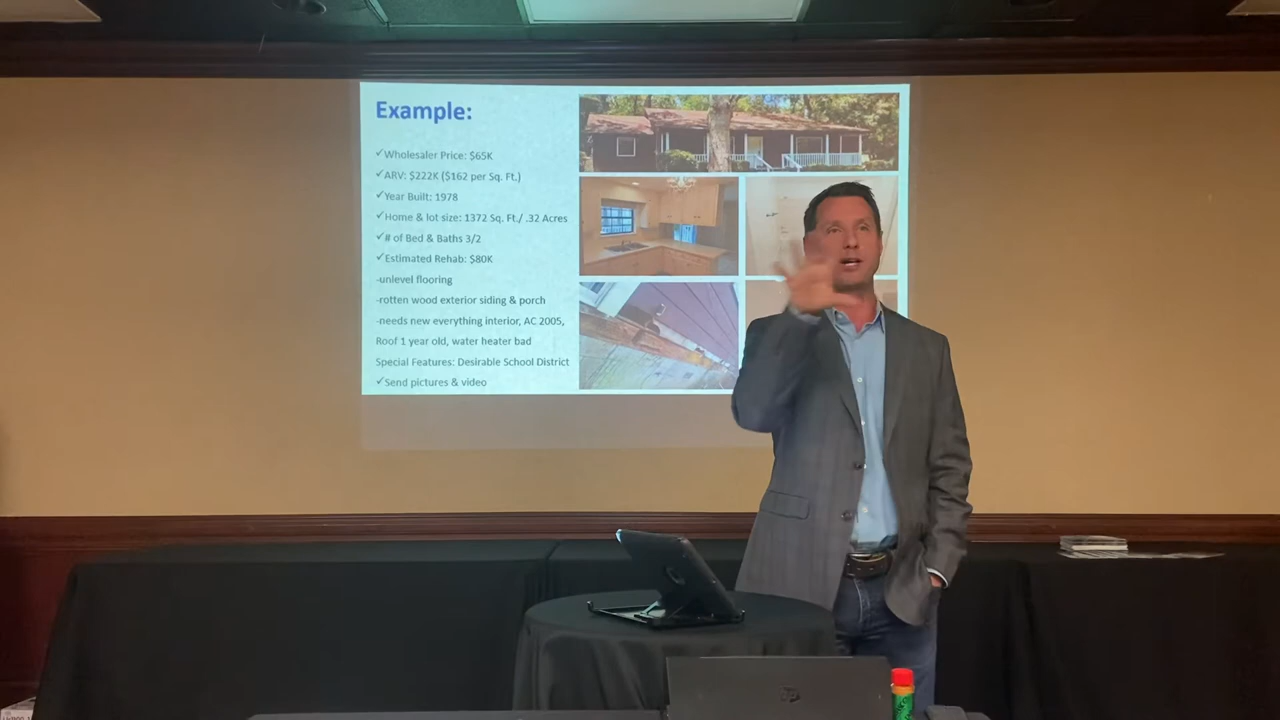 Example:
✓Wholesaler Price: $65K
✓ARV: $222K ($162 per Sq. Ft.)
✓Year Built: 1978
✓Home & lot size: 1372 Sq. Ft./ .32 Acres
✓# of Bed & Baths 3/2
✓Estimated Rehab: $80K
-unlevel flooring
-rotten wood exterior siding & porch
-needs new everything interior, AC 2005,
Roof 1 year old, water heater bad
Special Features: Desirable School District
✓Send pictures & video
hp